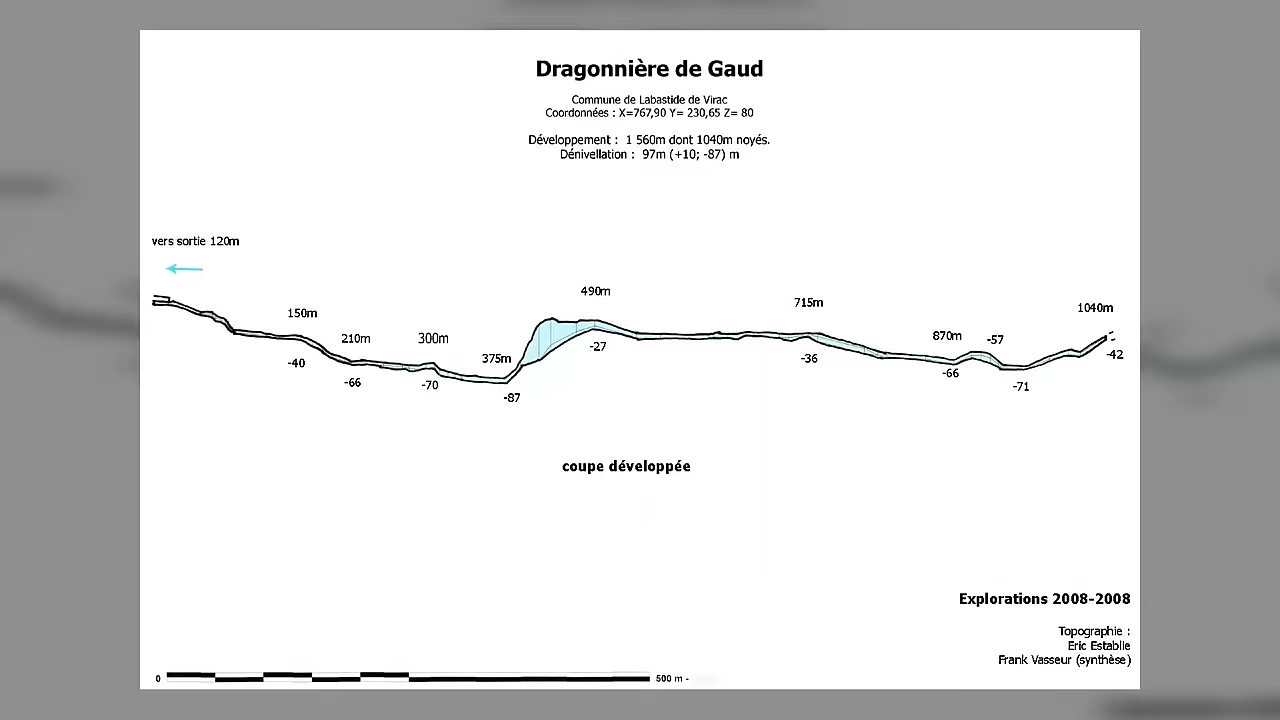 Dragonnière de Gaud
Commune de Labastide de Virac
Coordonnées : X=767,90 Y= 230,65 Z= 80
Développement : 1 560m dont 1040m noyés.
Dénivellation : 97m (+10; -87) m
vers sortie 120m
490m
715m
1040m
150m
210m
300m
870m
-57
375m
-27
-36
-42
-40
-66
-70
-66
-71
-87
coupe développée
Explorations 2008-2008
Topographie :
Eric Establie
Frank Vasseur (synthèse)
0
500 m -